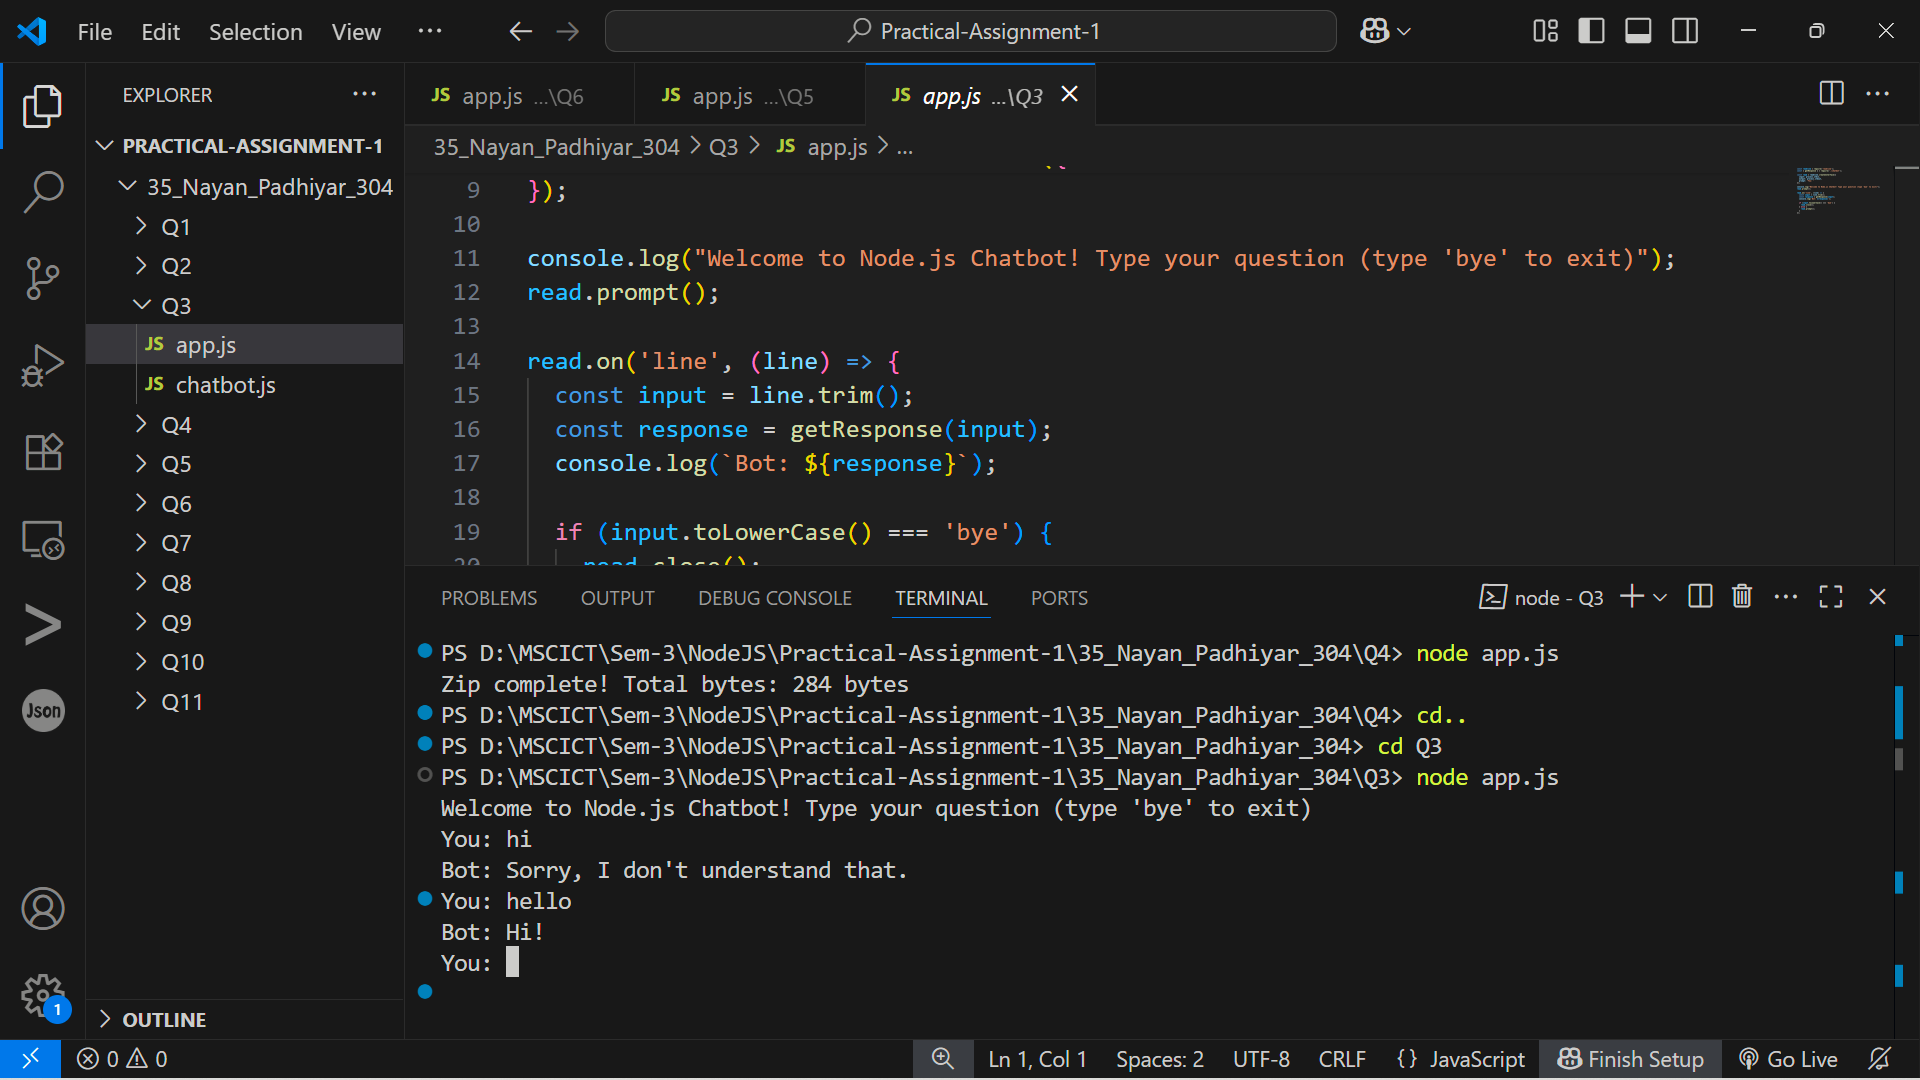 File Edit Selection View ···
Practical-Assignment-1
EXPLORER ···
PRACTICAL-ASSIGNMENT-1
35_Nayan_Padhiyar_304
Q1
Q2
Q3
JS app.js
JS chatbot.js
Q4
Q5
Q6
Q7
Q8
Q9
Q10
Q11
OUTLINE
Json
1
JS app.js ...\Q6
JS app.js ...\Q5
JS app.js ...\Q3
35_Nayan_Padhiyar_304 > Q3 > JS app.js > ...
9 });
10
11 console.log("Welcome to Node.js Chatbot! Type your question (type 'bye' to exit)");
12 read.prompt();
13
14 read.on('line', (line) => {
15 const input = line.trim();
16 const response = getResponse(input);
17 console.log(`Bot: ${response}`);
18
19 if (input.toLowerCase() === 'bye') {
20 read.close();
PROBLEMS OUTPUT DEBUG CONSOLE TERMINAL PORTS
node - Q3
PS D:\MSCICT\Sem-3\NodeJS\Practical-Assignment-1\35_Nayan_Padhiyar_304\Q4> node app.js
Zip complete! Total bytes: 284 bytes
PS D:\MSCICT\Sem-3\NodeJS\Practical-Assignment-1\35_Nayan_Padhiyar_304\Q4> cd..
PS D:\MSCICT\Sem-3\NodeJS\Practical-Assignment-1\35_Nayan_Padhiyar_304> cd Q3
PS D:\MSCICT\Sem-3\NodeJS\Practical-Assignment-1\35_Nayan_Padhiyar_304\Q3> node app.js
Welcome to Node.js Chatbot! Type your question (type 'bye' to exit)
You: hi
Bot: Sorry, I don't understand that.
You: hello
Bot: Hi!
You:
0 0
Ln 1, Col 1 Spaces: 2 UTF-8 CRLF {} JavaScript Finish Setup Go Live